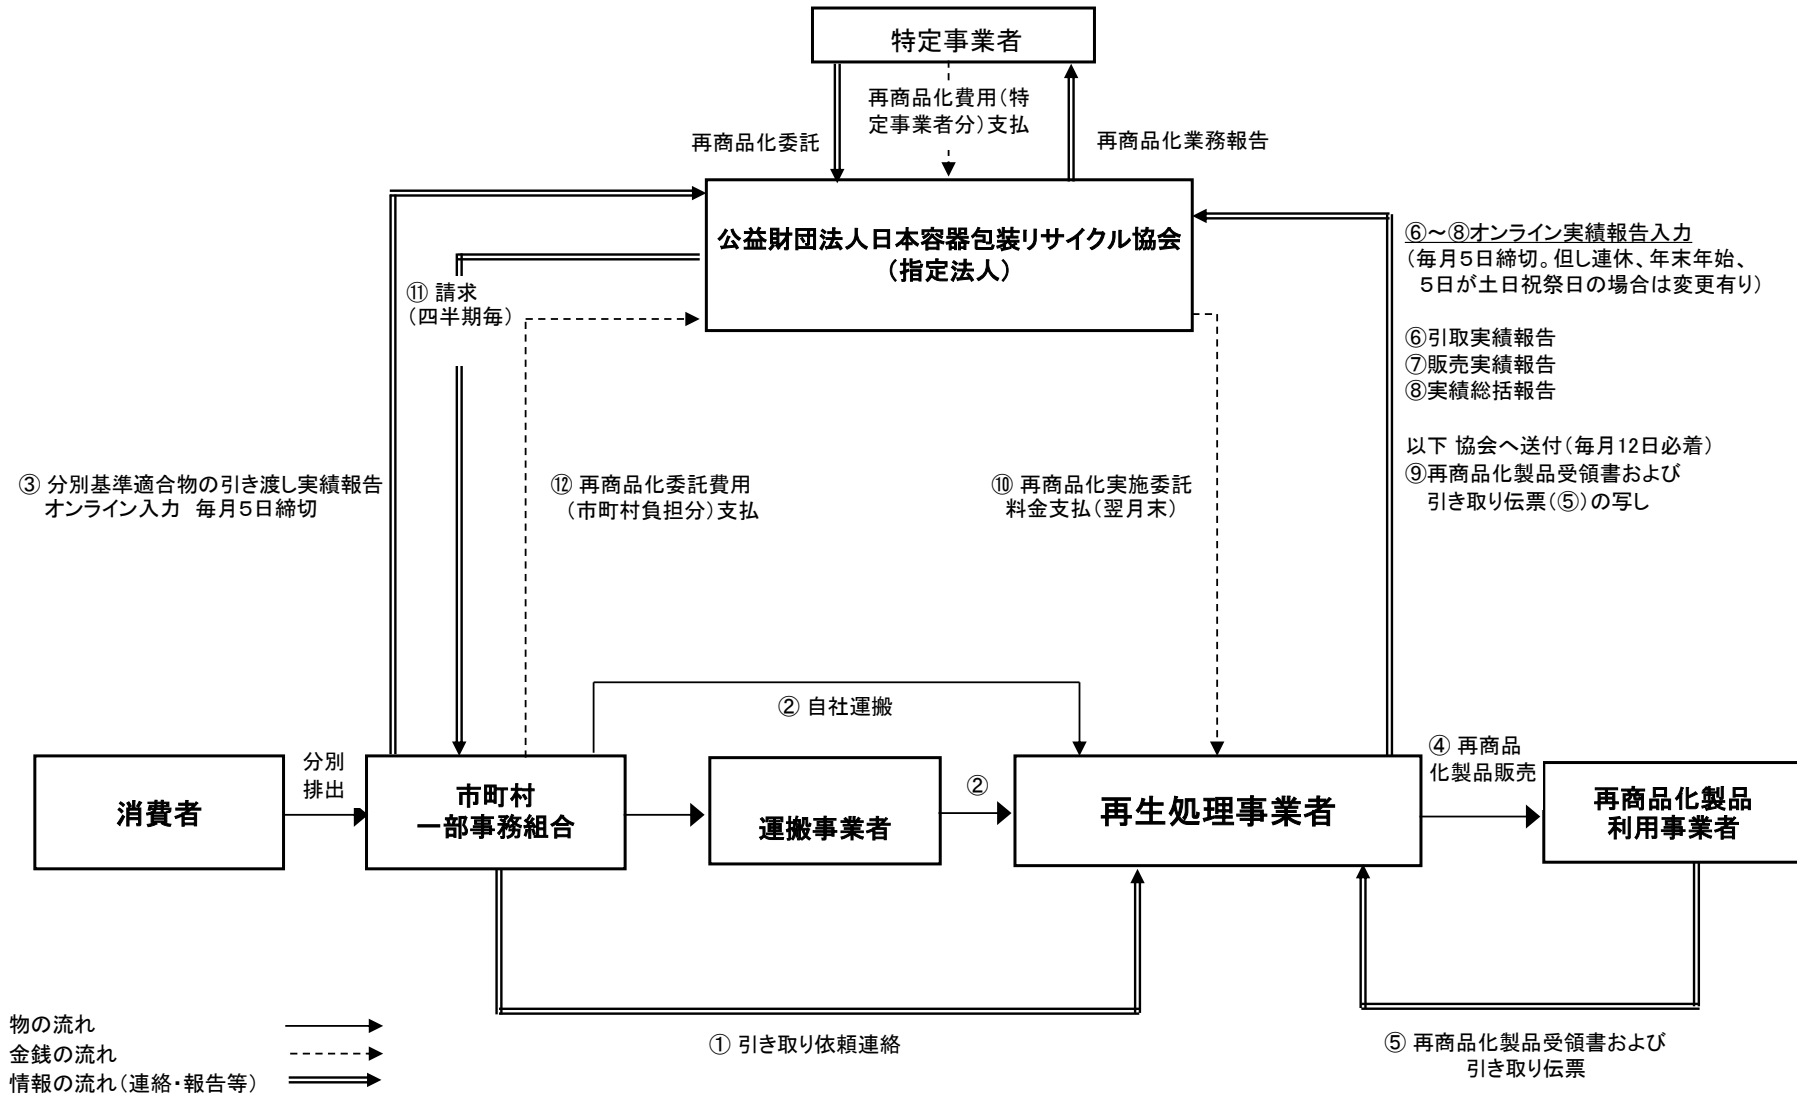 特定事業者
再商品化費用(特
定事業者分)支払
再商品化委託
再商品化業務報告
公益財団法人日本容器包装リサイクル協会
(指定法人)
⑥～⑧オンライン実績報告入力
(毎月5日締切。但し連休、年末年始、
5日が土日祝祭日の場合は変更有り)
⑥引取実績報告
⑦販売実績報告
⑧実績総括報告
以下 協会へ送付(毎月12日必着)
⑨再商品化製品受領書および
引き取り伝票(⑤)の写し
⑪ 請求
(四半期毎)
③ 分別基準適合物の引き渡し実績報告
オンライン入力 毎月5日締切
⑫ 再商品化委託費用
(市町村負担分)支払
⑩ 再商品化実施委託
料金支払(翌月末)
② 自社運搬
消費者
分別
排出
市町村
一部事務組合
運搬事業者
②
再生処理事業者
④ 再商品
化製品販売
再商品化製品
利用事業者
① 引き取り依頼連絡
⑤ 再商品化製品受領書および
引き取り伝票
物の流れ
金銭の流れ
情報の流れ(連絡・報告等)